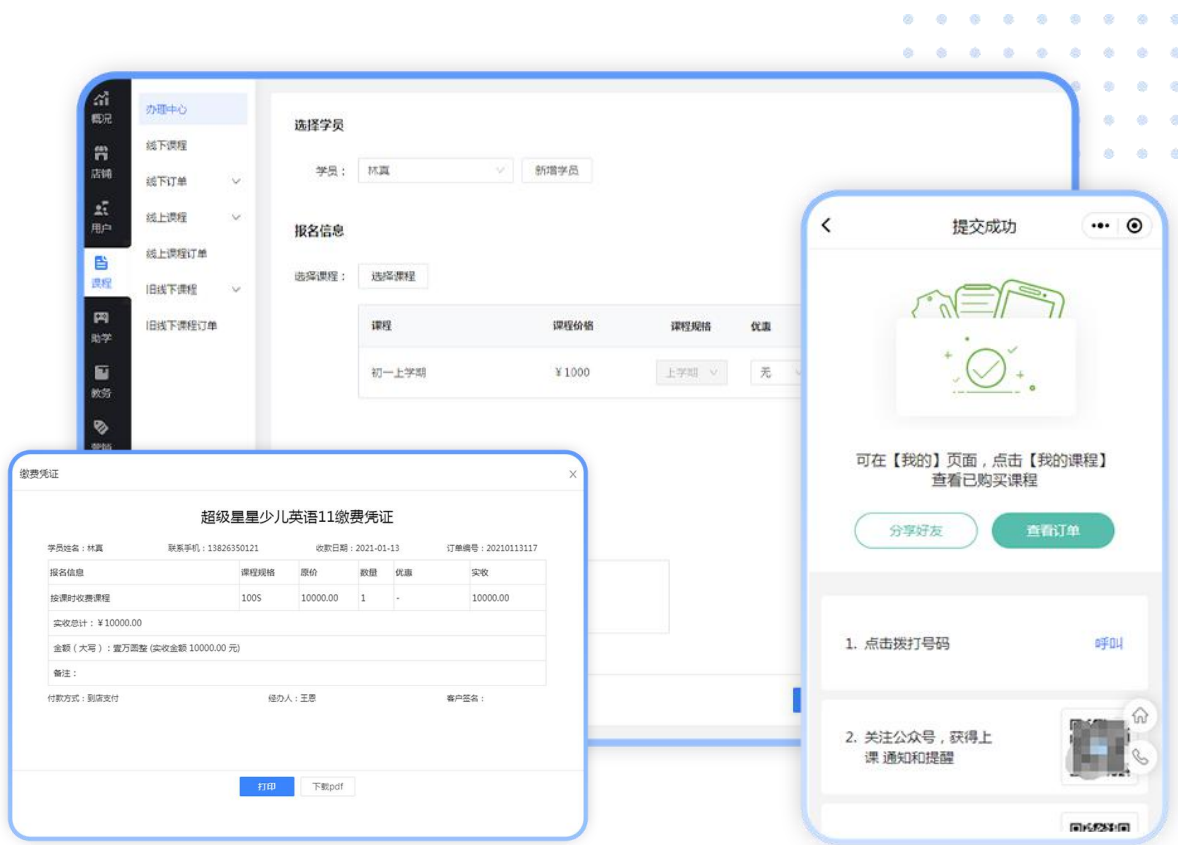 概况
店铺
用户
课程
助学
教务
营销
办理中心
线下课程
线下订单
线上课程
线上课程订单
旧线下课程
旧线下课程订单
选择学员
学员： 林真 新增学员
报名信息
选择课程： 选择课程
课程 课程价格 课程规格 优惠
初一上学期 ¥1000 上学期 无
缴费凭证
超级星星少儿英语11缴费凭证
学员姓名：林真 联系手机：13826350121 收款日期：2021-01-13 订单编号：20210113117
报名信息 课程规格 原价 数量 优惠 实收
按课时收费课程 100S 10000.00 1 - 10000.00
实收总计：¥10000.00
金额（大写）：壹万圆整 (实收金额 10000.00 元)
备注：
付款方式：到店支付 经办人：王恩 客户签名：
打印 下载pdf
提交成功
可在【我的】页面，点击【我的课程】
查看已购买课程
分享好友 查看订单
1. 点击拨打号码 呼叫
2. 关注公众号，获得上
课 通知和提醒